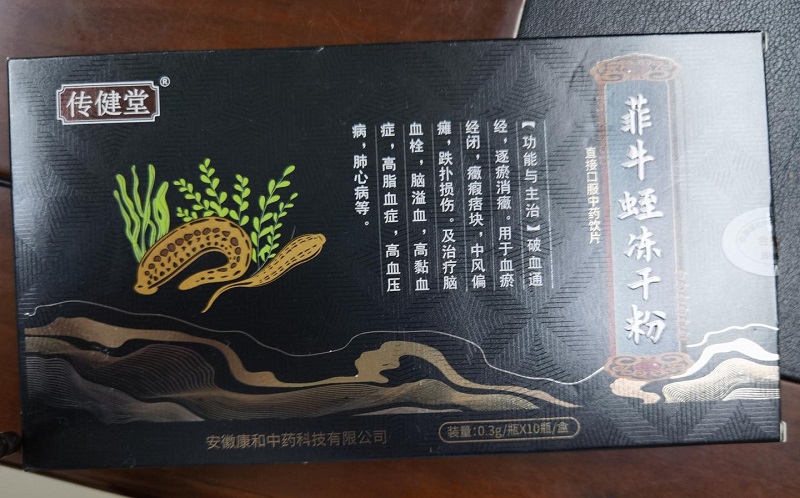 传健堂®
菲牛蛭冻干粉
直接口服中药饮片
【功能与主治】破血通
经，逐瘀消癥。用于血瘀
经闭，癥瘕痞块，中风偏
瘫，跌扑损伤。及治疗脑
血栓，脑溢血，高黏血
症，高脂血症，高血压
病，肺心病等。
安徽康和中药科技有限公司
装量:0.3g/瓶X10瓶/盒